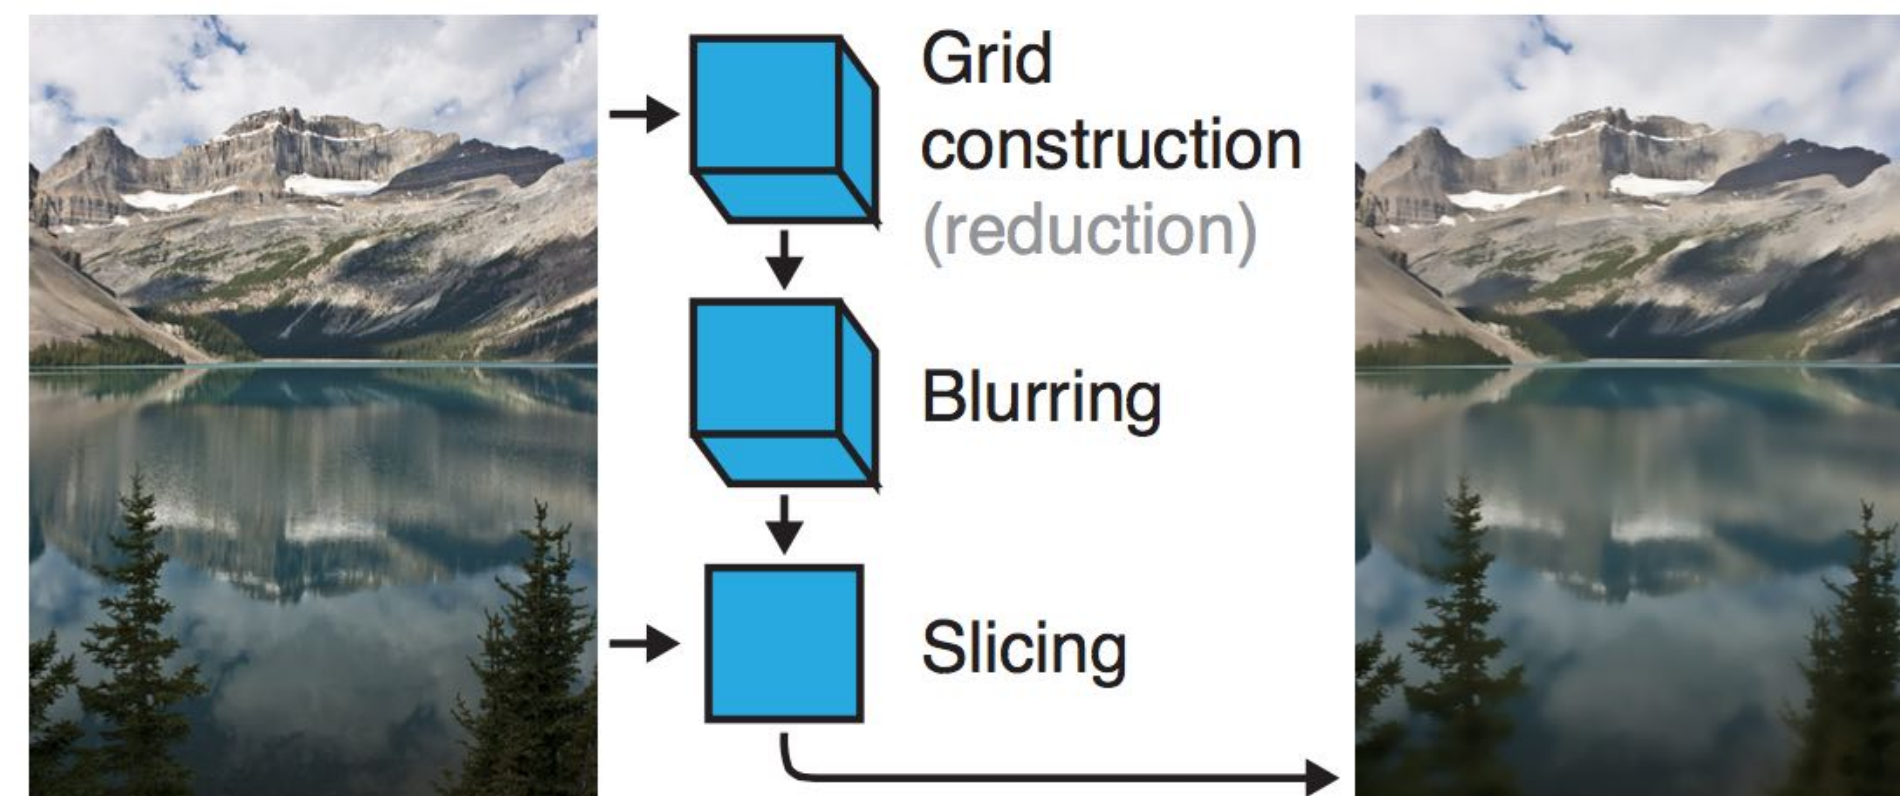 Grid
construction
(reduction)
Blurring
Slicing